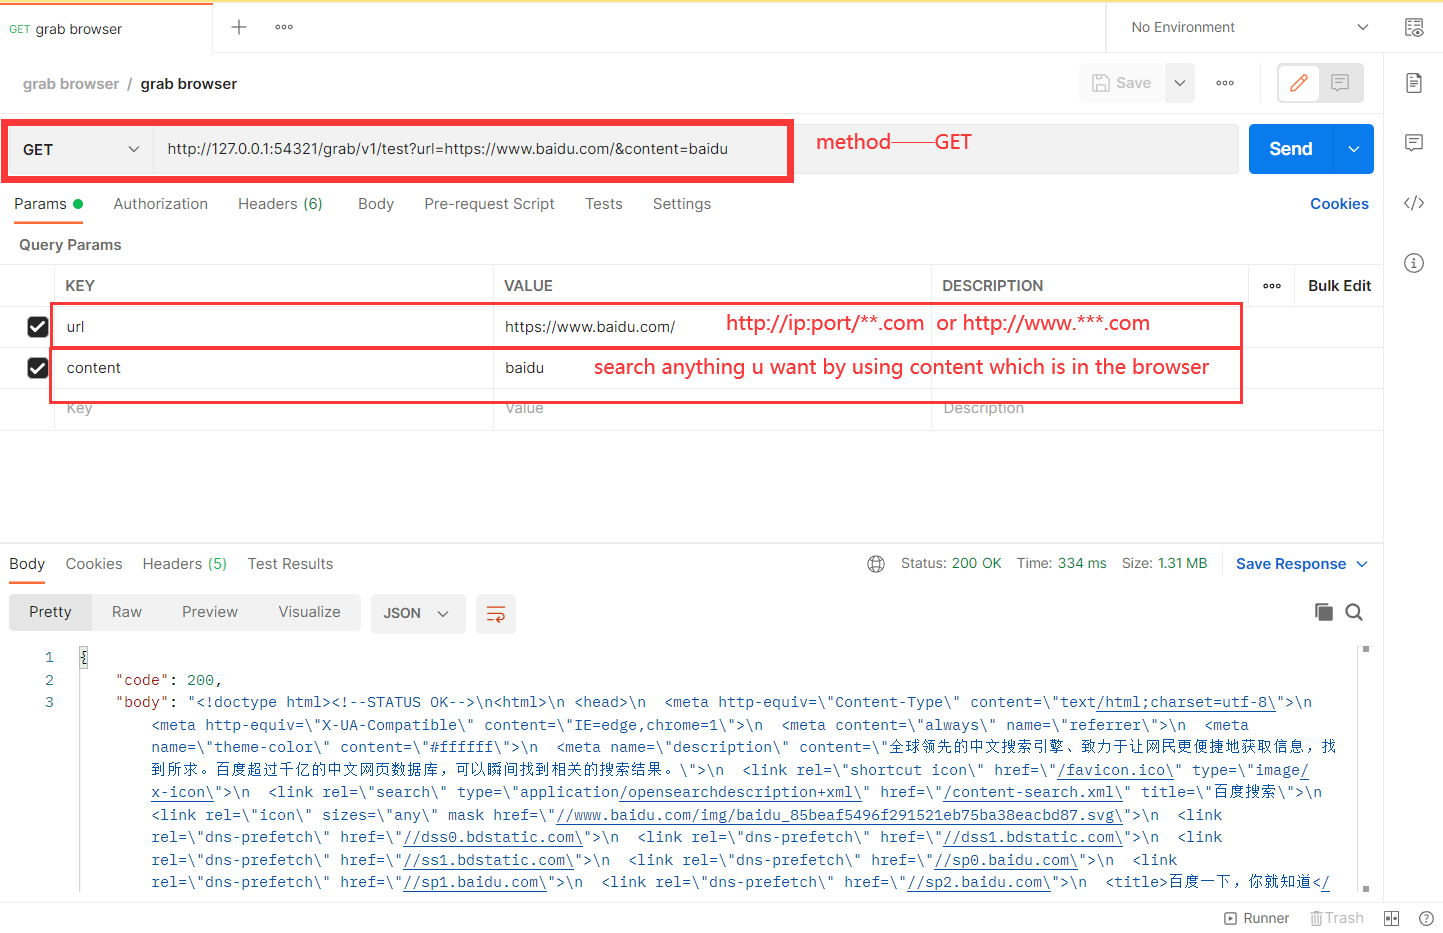 GET grab browser
No Environment
grab browser / grab browser
Save
GET http://127.0.0.1:54321/grab/v1/test?url=https://www.baidu.com/&content=baidu method——GET Send
Params Authorization Headers (6) Body Pre-request Script Tests Settings Cookies
Query Params
KEY VALUE DESCRIPTION Bulk Edit
url https://www.baidu.com/ http://ip:port/**.com or http://www.***.com
content baidu search anything u want by using content which is in the browser
Key Value Description
Body Cookies Headers (5) Test Results Status: 200 OK Time: 334 ms Size: 1.31 MB Save Response
Pretty Raw Preview Visualize JSON
1 {
2 "code": 200,
3 "body": "<!doctype html><!--STATUS OK-->\n<html>\n <head>\n  <meta http-equiv=\"Content-Type\" content=\"text/html;charset=utf-8\">\n
<meta http-equiv=\"X-UA-Compatible\" content=\"IE=edge,chrome=1\">\n  <meta content=\"always\" name=\"referrer\">\n  <meta
name=\"theme-color\" content=\"#ffffff\">\n  <meta name=\"description\" content=\"全球领先的中文搜索引擎、致力于让网民更便捷地获取信息，找
到所求。百度超过千亿的中文网页数据库，可以瞬间找到相关的搜索结果。\">\n  <link rel=\"shortcut icon\" href=\"/favicon.ico\" type=\"image/
x-icon\">\n  <link rel=\"search\" type=\"application/opensearchdescription+xml\" href=\"/content-search.xml\" title=\"百度搜索\">\n
<link rel=\"icon\" sizes=\"any\" mask href=\"//www.baidu.com/img/baidu_85beaf5496f291521eb75ba38eacbd87.svg\">\n  <link
rel=\"dns-prefetch\" href=\"//dss0.bdstatic.com\">\n  <link rel=\"dns-prefetch\" href=\"//dss1.bdstatic.com\">\n  <link
rel=\"dns-prefetch\" href=\"//ss1.bdstatic.com\">\n  <link rel=\"dns-prefetch\" href=\"//sp0.baidu.com\">\n  <link
rel=\"dns-prefetch\" href=\"//sp1.baidu.com\">\n  <link rel=\"dns-prefetch\" href=\"//sp2.baidu.com\">\n  <title>百度一下，你就知道</
Runner Trash